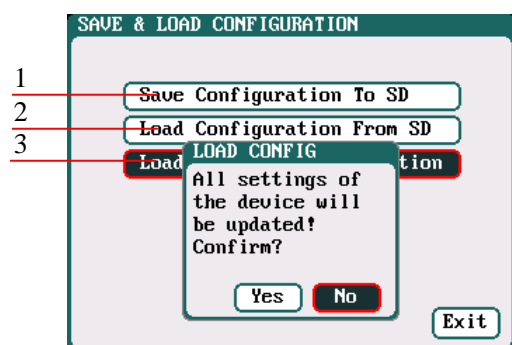 SAVE & LOAD CONFIGURATION
1
Save Configuration To SD
2
Load Configuration From SD
3
Load
tion
LOAD CONFIG
All settings of
the device will
be updated!
Confirm?
Yes No
Exit